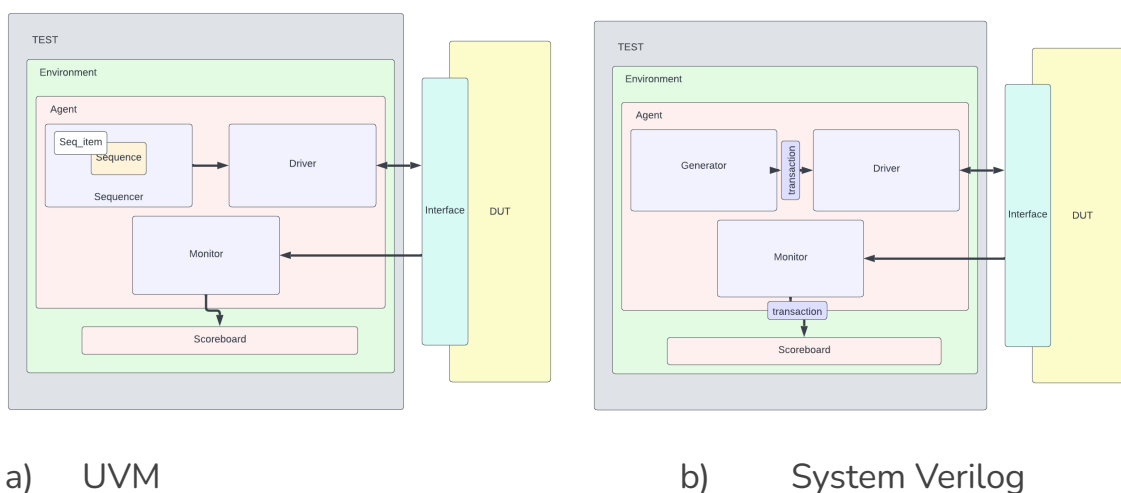 TEST
Environment
Agent
Seq_item
Sequence
Sequencer
Driver
Monitor
Scoreboard
Interface
DUT
a) UVM
TEST
Environment
Agent
Generator
transaction
Driver
Monitor
transaction
Scoreboard
Interface
DUT
b) System Verilog